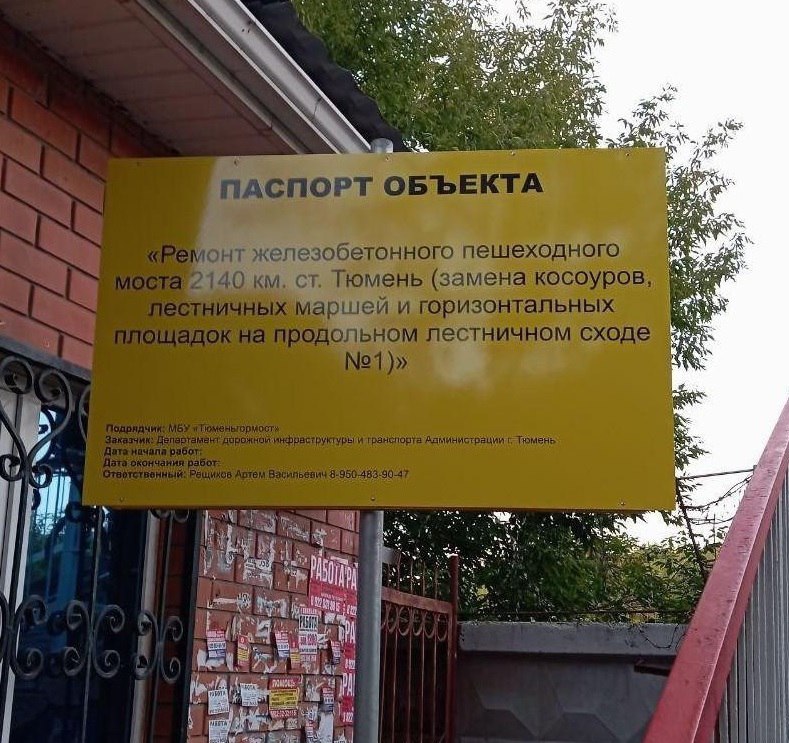 ПАСПОРТ ОБЪЕКТА
«Ремонт железобетонного пешеходного
моста 2140 км. ст. Тюмень (замена косоуров,
лестничных маршей и горизонтальных
площадок на продольном лестничном сходе
№1)»
Подрядчик: МБУ «Тюменьгормост»
Заказчик: Департамент дорожной инфраструктуры и транспорта Администрации г. Тюмень
Дата начала работ:
Дата окончания работ:
Ответственный: Рещиков Артем Васильевич 8-950-483-90-47
РАБОТА РА
РАБОТА